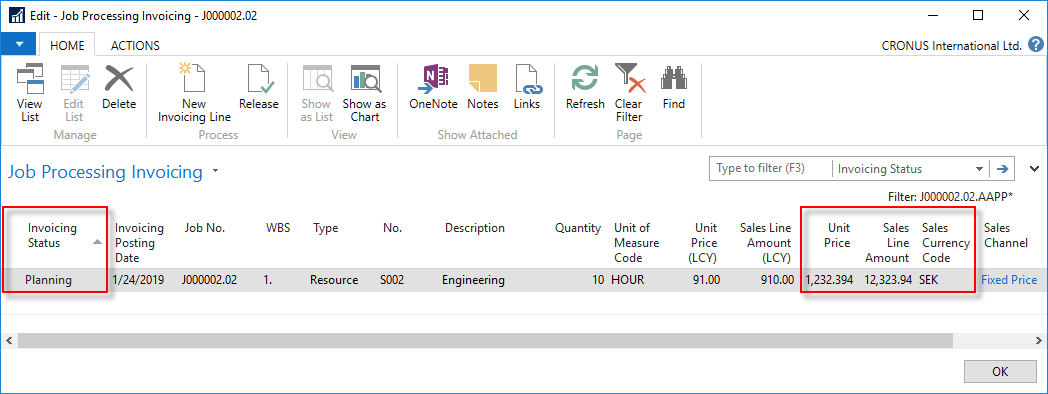 Edit - Job Processing Invoicing - J000002.02
HOME ACTIONS CRONUS International Ltd.
View List
Edit List
Delete
New Invoicing Line
Release
Show as List
Show as Chart
OneNote
Notes
Links
Refresh
Clear Filter
Find
Manage Process View Show Attached Page
Job Processing Invoicing
Type to filter (F3) Invoicing Status
Filter: J000002.02.AAPP*
Invoicing Status
Invoicing Posting Date
Job No.
WBS
Type
No.
Description
Quantity
Unit of Measure Code
Unit Price (LCY)
Sales Line Amount (LCY)
Unit Price
Sales Line Amount
Sales Currency Code
Sales Channel
Planning 1/24/2019 J000002.02 1. Resource S002 Engineering 10 HOUR 91.00 910.00 1,232.394 12,323.94 SEK Fixed Price
OK